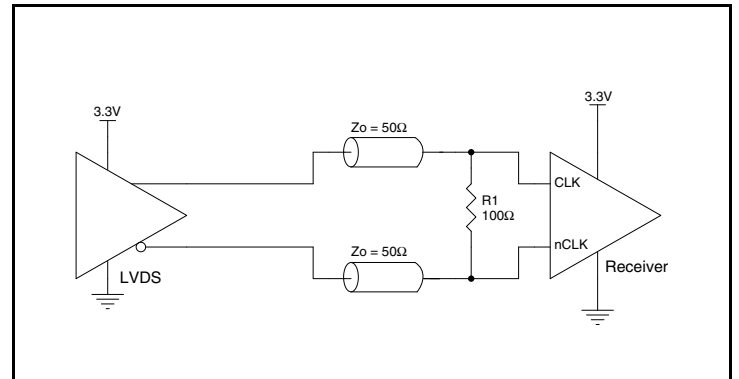 3.3V
3.3V
Zo = 50Ω
CLK
R1
100Ω
nCLK
Zo = 50Ω
LVDS
Receiver